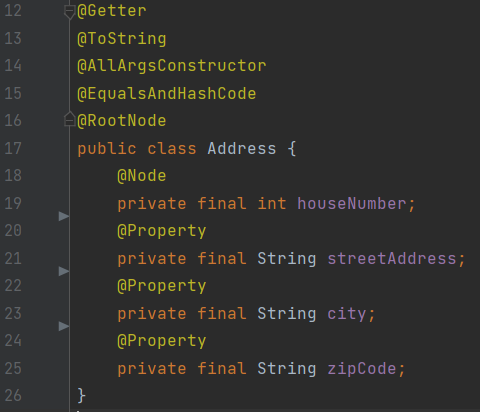 12 @Getter
13 @ToString
14 @AllArgsConstructor
15 @EqualsAndHashCode
16 @RootNode
17 public class Address {
18     @Node
19     private final int houseNumber;
20     @Property
21     private final String streetAddress;
22     @Property
23     private final String city;
24     @Property
25     private final String zipCode;
26 }